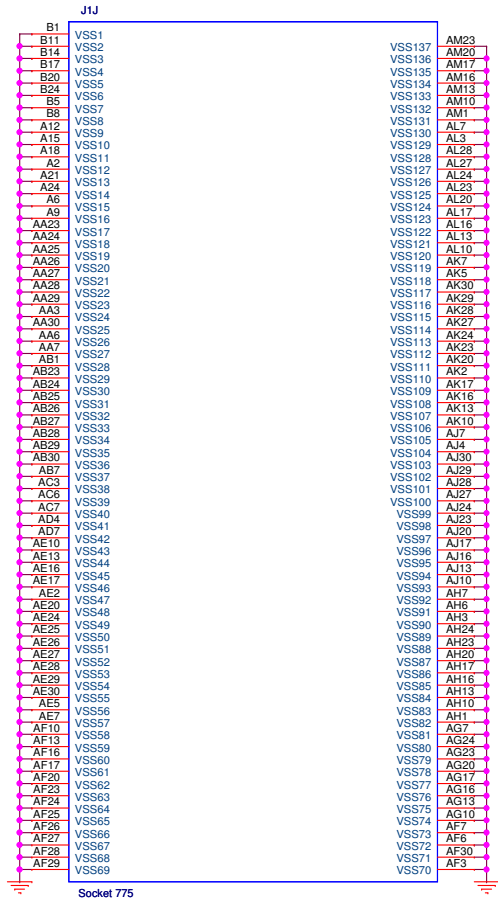 J1J
B1 VSS1
B11 VSS2
B14 VSS3
B17 VSS4
B20 VSS5
B24 VSS6
B5 VSS7
B8 VSS8
A12 VSS9
A15 VSS10
A18 VSS11
A2 VSS12
A21 VSS13
A24 VSS14
A6 VSS15
A9 VSS16
AA23 VSS17
AA24 VSS18
AA25 VSS19
AA26 VSS20
AA27 VSS21
AA28 VSS22
AA29 VSS23
AA3 VSS24
AA30 VSS25
AA6 VSS26
AA7 VSS27
AB1 VSS28
AB23 VSS29
AB24 VSS30
AB25 VSS31
AB26 VSS32
AB27 VSS33
AB28 VSS34
AB29 VSS35
AB30 VSS36
AB7 VSS37
AC3 VSS38
AC6 VSS39
AC7 VSS40
AD4 VSS41
AD7 VSS42
AE10 VSS43
AE13 VSS44
AE16 VSS45
AE17 VSS46
AE2 VSS47
AE20 VSS48
AE24 VSS49
AE25 VSS50
AE26 VSS51
AE27 VSS52
AE28 VSS53
AE29 VSS54
AE30 VSS55
AE5 VSS56
AE7 VSS57
AF10 VSS58
AF13 VSS59
AF16 VSS60
AF17 VSS61
AF20 VSS62
AF23 VSS63
AF24 VSS64
AF25 VSS65
AF26 VSS66
AF27 VSS67
AF28 VSS68
AF29 VSS69
VSS137 AM23
VSS136 AM20
VSS135 AM17
VSS134 AM16
VSS133 AM13
VSS132 AM10
VSS131 AM1
VSS130 AL7
VSS129 AL3
VSS128 AL28
VSS127 AL27
VSS126 AL24
VSS125 AL23
VSS124 AL20
VSS123 AL17
VSS122 AL16
VSS121 AL13
VSS120 AL10
VSS119 AK7
VSS118 AK5
VSS117 AK30
VSS116 AK29
VSS115 AK28
VSS114 AK27
VSS113 AK24
VSS112 AK23
VSS111 AK20
VSS110 AK2
VSS109 AK17
VSS108 AK16
VSS107 AK13
VSS106 AK10
VSS105 AJ7
VSS104 AJ4
VSS103 AJ30
VSS102 AJ29
VSS101 AJ28
VSS100 AJ27
VSS99 AJ24
VSS98 AJ23
VSS97 AJ20
VSS96 AJ17
VSS95 AJ16
VSS94 AJ13
VSS93 AJ10
VSS92 AH7
VSS91 AH6
VSS90 AH3
VSS89 AH24
VSS88 AH23
VSS87 AH20
VSS86 AH17
VSS85 AH16
VSS84 AH13
VSS83 AH10
VSS82 AH1
VSS81 AG7
VSS80 AG24
VSS79 AG23
VSS78 AG20
VSS77 AG17
VSS76 AG16
VSS75 AG13
VSS74 AG10
VSS73 AF7
VSS72 AF6
VSS71 AF30
VSS70 AF3
Socket 775